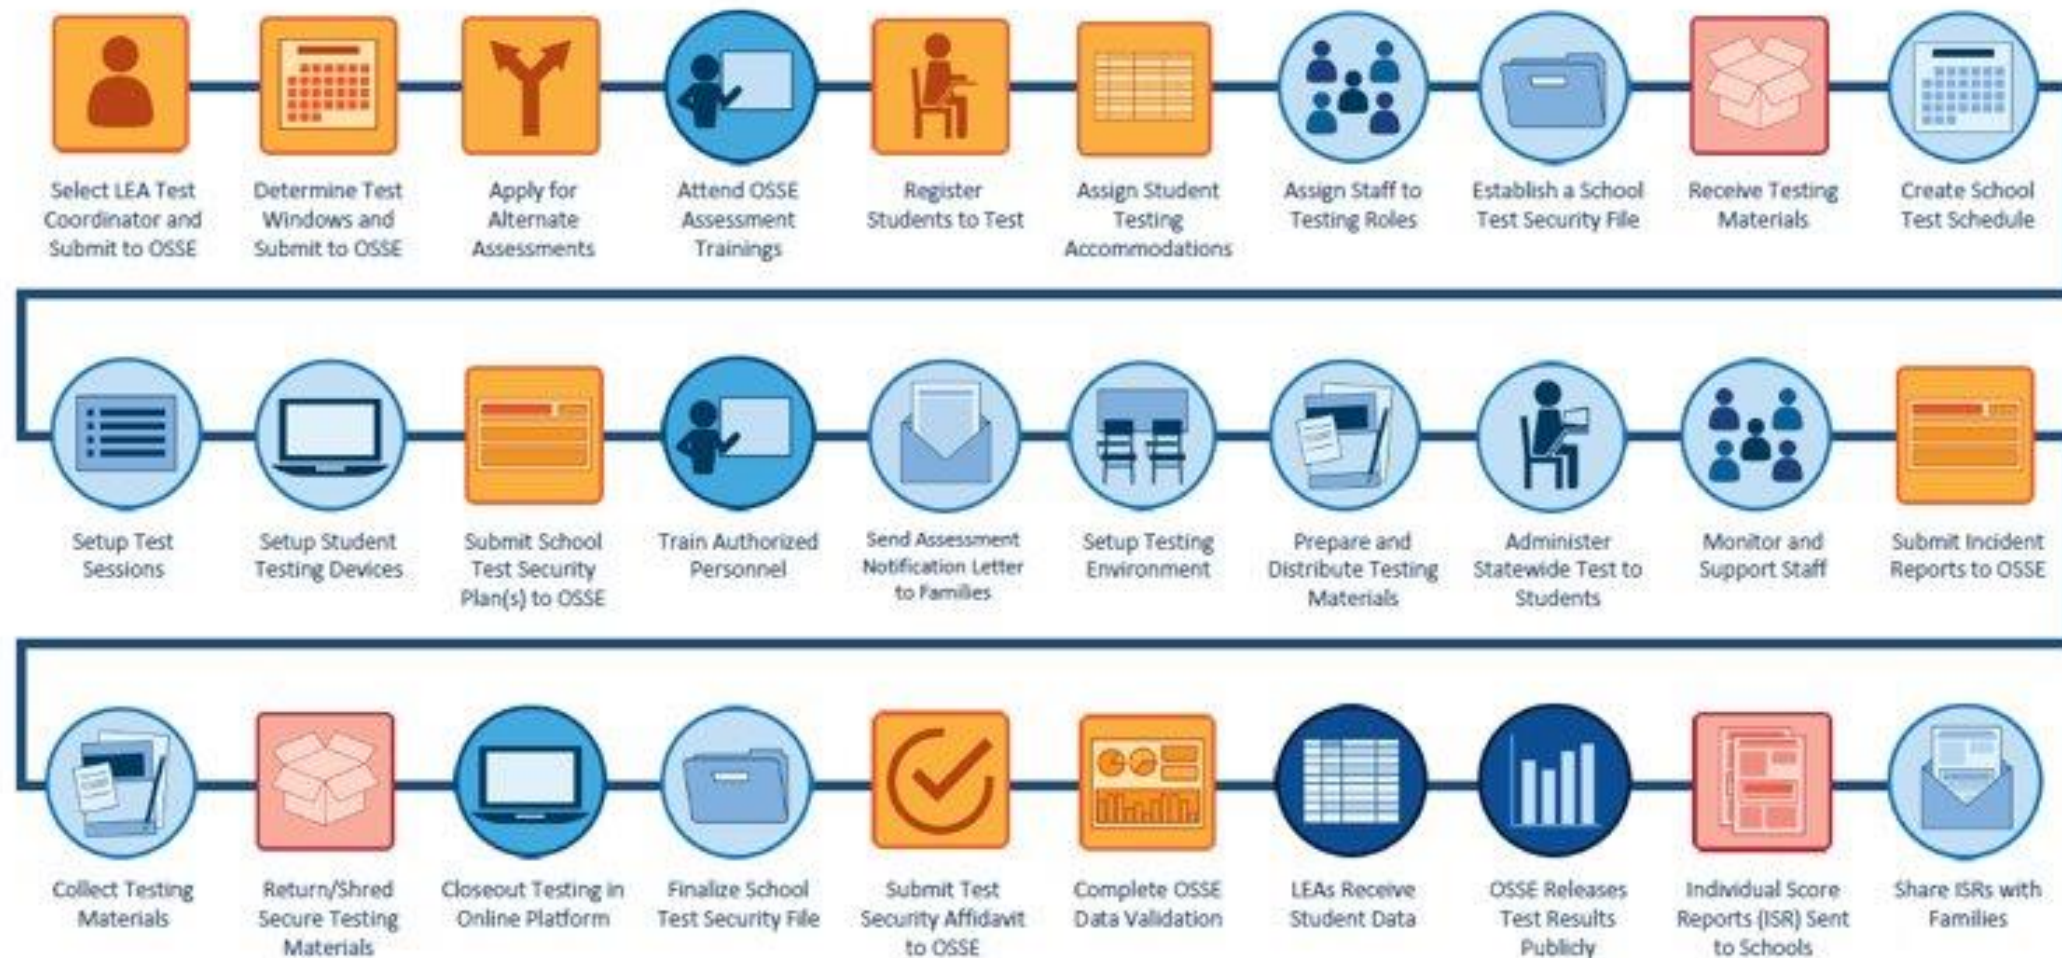 Select LEA Test
Coordinator and
Submit to OSSE
Determine Test
Windows and
Submit to OSSE
Apply for
Alternate
Assessments
Attend OSSE
Assessment
Trainings
Register
Students to Test
Assign Student
Testing
Accommodations
Assign Staff to
Testing Roles
Establish a School
Test Security File
Receive Testing
Materials
Create School
Test Schedule
Setup Test
Sessions
Setup Student
Testing Devices
Submit School
Test Security
Plan(s) to OSSE
Train Authorized
Personnel
Send Assessment
Notification Letter
to Families
Setup Testing
Environment
Prepare and
Distribute Testing
Materials
Administer
Statewide Test to
Students
Monitor and
Support Staff
Submit Incident
Reports to OSSE
Collect Testing
Materials
Return/Shred
Secure Testing
Materials
Closeout Testing in
Online Platform
Finalize School
Test Security File
Submit Test
Security Affidavit
to OSSE
Complete OSSE
Data Validation
LEAs Receive
Student Data
OSSE Releases
Test Results
Publicly
Individual Score
Reports (ISR) Sent
to Schools
Share ISRs with
Families